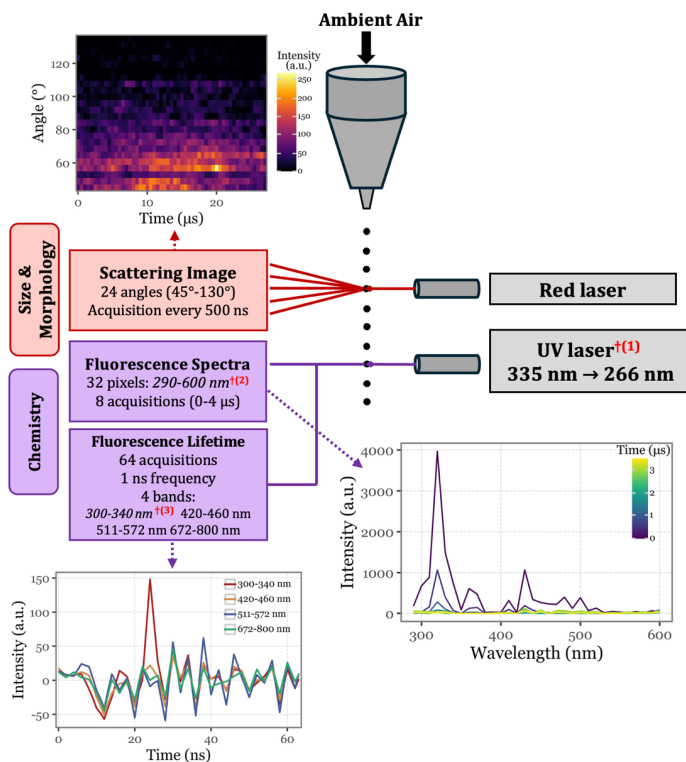 Ambient Air
Intensity
(a.u.)
250
200
150
100
50
0
Angle (°)
120
100
80
60
0
10
20
Time (μs)
Size &
Morphology
Scattering Image
24 angles (45°-130°)
Acquisition every 500 ns
Red laser
Chemistry
Fluorescence Spectra
32 pixels: 290-600 nm†(2)
8 acquisitions (0-4 μs)
UV laser†(1)
335 nm → 266 nm
Fluorescence Lifetime
64 acquisitions
1 ns frequency
4 bands:
300-340 nm†(3) 420-460 nm
511-572 nm 672-800 nm
Time (μs)
3
2
1
0
Intensity (a.u.)
4000
3000
2000
1000
0
300
400
500
600
Wavelength (nm)
Intensity (a.u.)
150
100
50
0
-50
300-340 nm
420-460 nm
511-572 nm
672-800 nm
0
20
40
60
Time (ns)